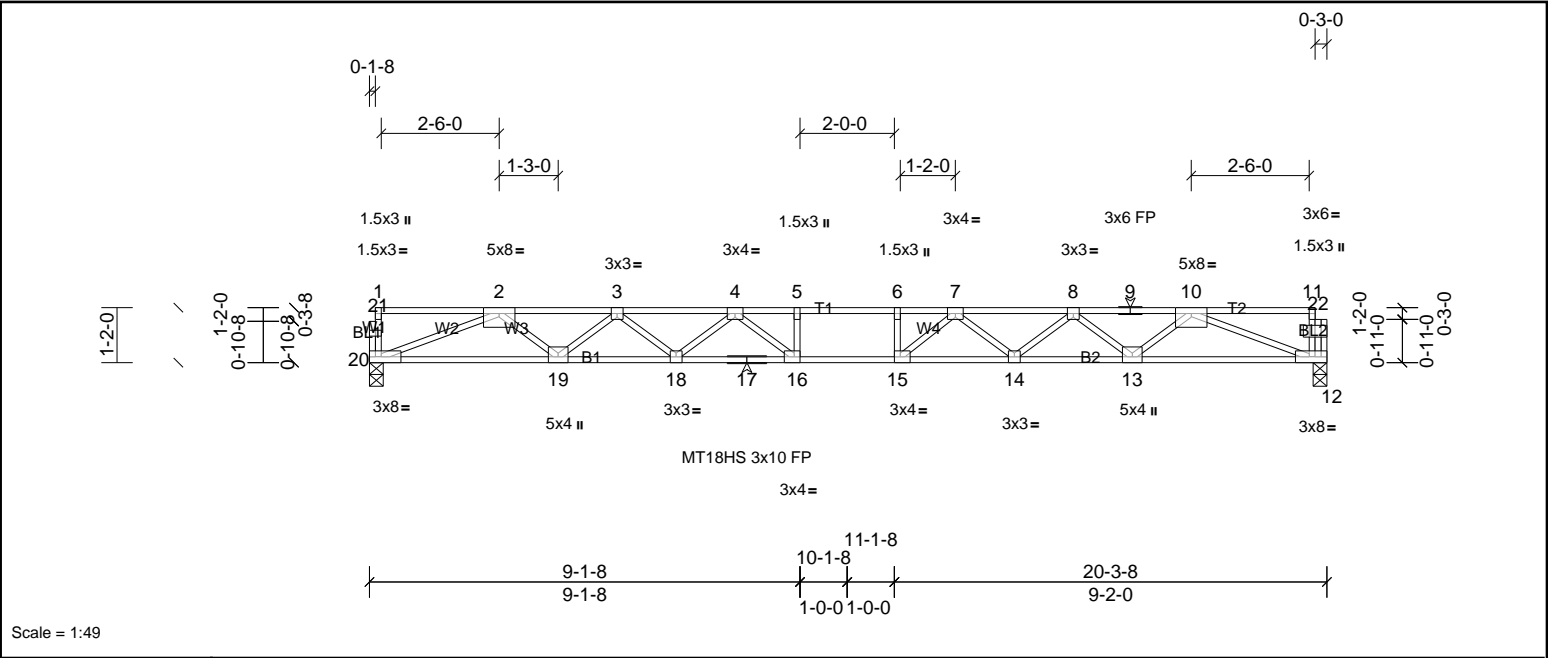 0-3-0
0-1-8
2-6-0
2-0-0
1-3-0
1-2-0
2-6-0
1.5x3 II
1.5x3 II
3x4=
3x6 FP
3x6=
1.5x3=
5x8=
3x4=
1.5x3 II
3x3=
1.5x3 II
3x3=
5x8=
1 2 3 4 5 6 7 8 9 10 11
21 T1 T2 22
W1 W2 W3 W4
BL1 BL2
20 B1 B2
19 18 17 16 15 14 13
12
1-2-0
1-2-0
0-10-8
0-10-8
0-3-8
1-2-0
0-11-0
0-11-0
0-3-0
3x8=
3x3=
3x4=
5x4 II
5x4 II
3x3=
3x8=
MT18HS 3x10 FP
3x4=
11-1-8
10-1-8
9-1-8
20-3-8
9-1-8
9-2-0
1-0-0 1-0-0
Scale = 1:49